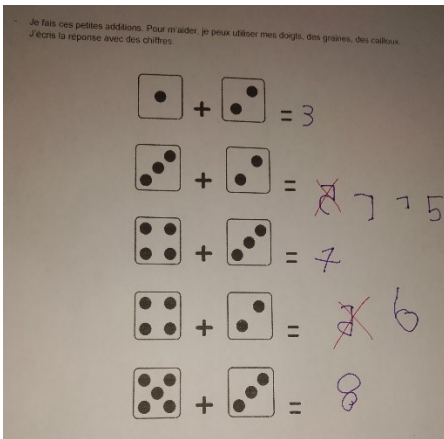 Je fais ces petites additions. Pour m'aider, je peux utiliser mes doigts, des graines, des cailloux.
J'écris la réponse avec des chiffres.
+ = 3
+ = 5
+ = 7
+ = 6
+ = 8